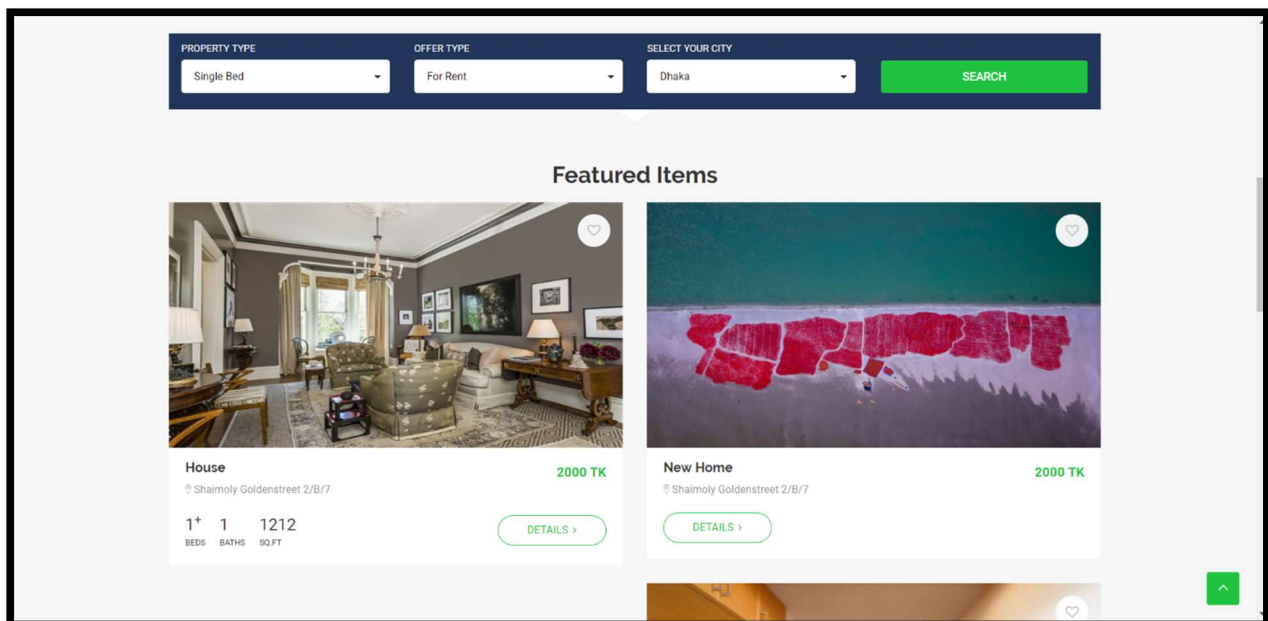 PROPERTY TYPE
OFFER TYPE
SELECT YOUR CITY
Single Bed
For Rent
Dhaka
SEARCH
Featured Items
House
2000 TK
Shaimoly Goldenstreet 2/B/7
1+ 1 1212
BEDS BATHS SQ.FT
DETAILS >
New Home
2000 TK
Shaimoly Goldenstreet 2/B/7
DETAILS >